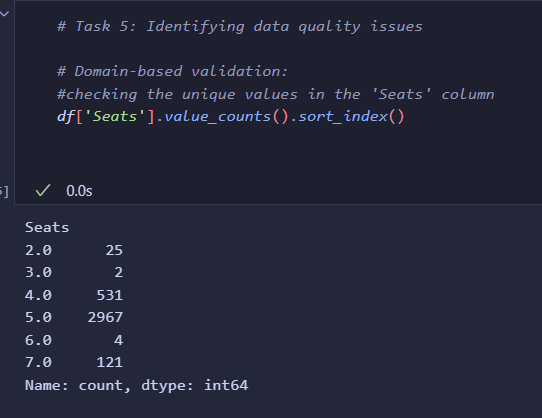 # Task 5: Identifying data quality issues
# Domain-based validation:
#checking the unique values in the 'Seats' column
df['Seats'].value_counts().sort_index()
0.0s
Seats
2.0 25
3.0 2
4.0 531
5.0 2967
6.0 4
7.0 121
Name: count, dtype: int64